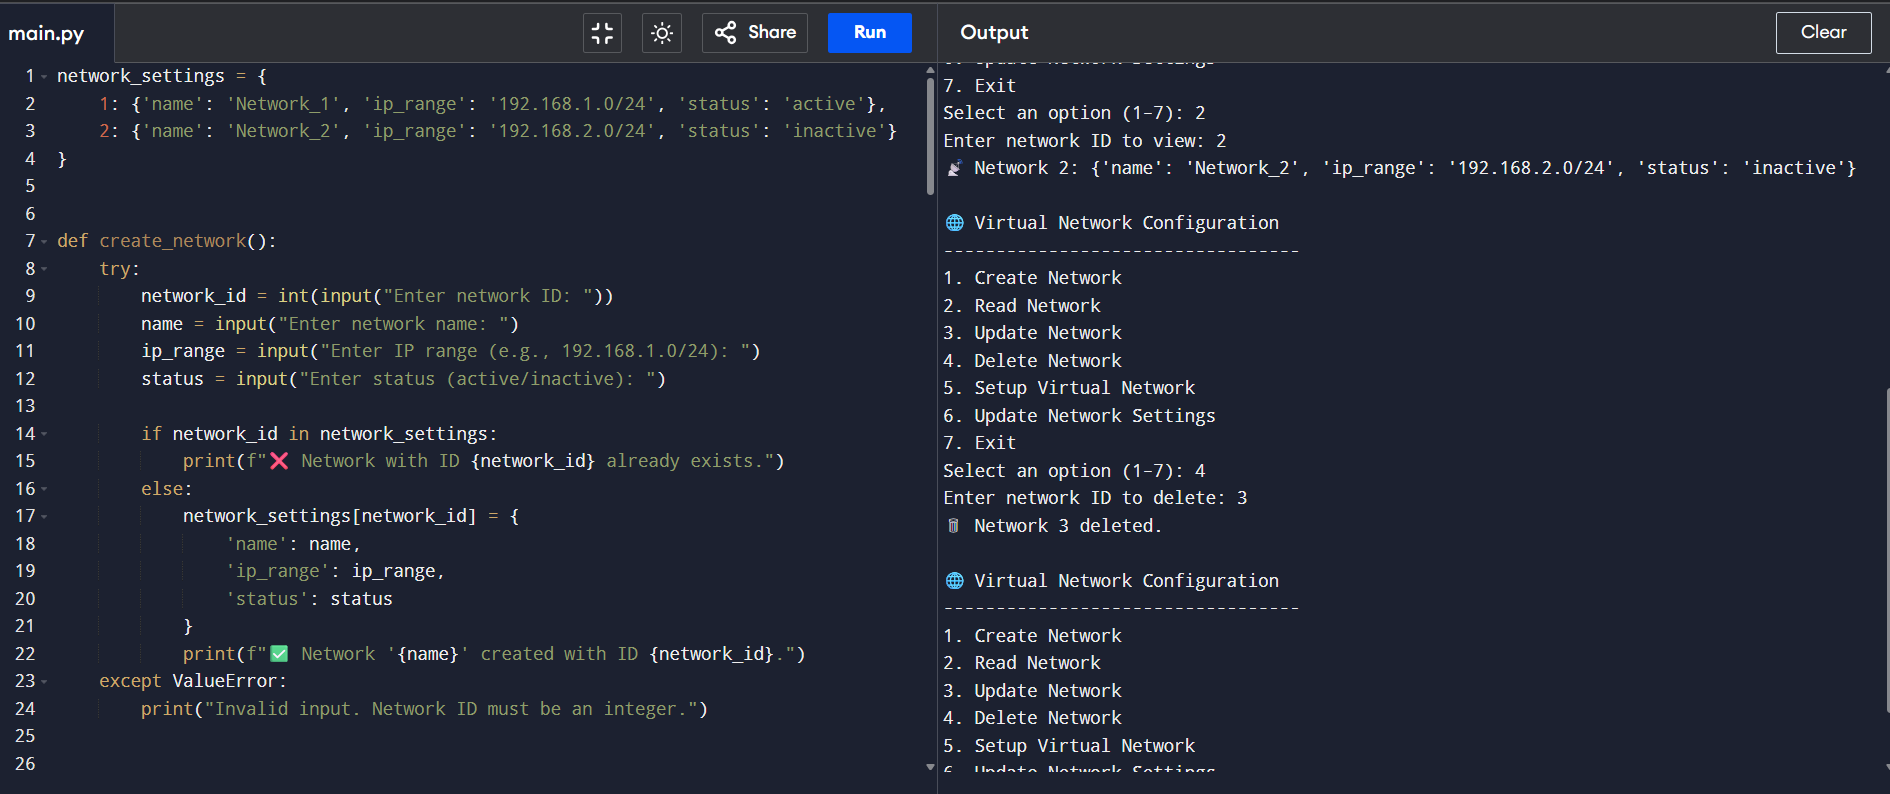 main.py
Share
Run
1 network_settings = {
2     1: {'name': 'Network_1', 'ip_range': '192.168.1.0/24', 'status': 'active'},
3     2: {'name': 'Network_2', 'ip_range': '192.168.2.0/24', 'status': 'inactive'}
4 }
5
6
7 def create_network():
8     try:
9         network_id = int(input("Enter network ID: "))
10         name = input("Enter network name: ")
11         ip_range = input("Enter IP range (e.g., 192.168.1.0/24): ")
12         status = input("Enter status (active/inactive): ")
13
14         if network_id in network_settings:
15             print(f"❌ Network with ID {network_id} already exists.")
16         else:
17             network_settings[network_id] = {
18                 'name': name,
19                 'ip_range': ip_range,
20                 'status': status
21             }
22             print(f"✅ Network '{name}' created with ID {network_id}.")
23     except ValueError:
24         print("Invalid input. Network ID must be an integer.")
25
26
Output
Clear
6. Update Network Settings
7. Exit
Select an option (1-7): 2
Enter network ID to view: 2
📡 Network 2: {'name': 'Network_2', 'ip_range': '192.168.2.0/24', 'status': 'inactive'}
🌐 Virtual Network Configuration
----------------------------------
1. Create Network
2. Read Network
3. Update Network
4. Delete Network
5. Setup Virtual Network
6. Update Network Settings
7. Exit
Select an option (1-7): 4
Enter network ID to delete: 3
🗑 Network 3 deleted.
🌐 Virtual Network Configuration
----------------------------------
1. Create Network
2. Read Network
3. Update Network
4. Delete Network
5. Setup Virtual Network
6. Update Network Settings